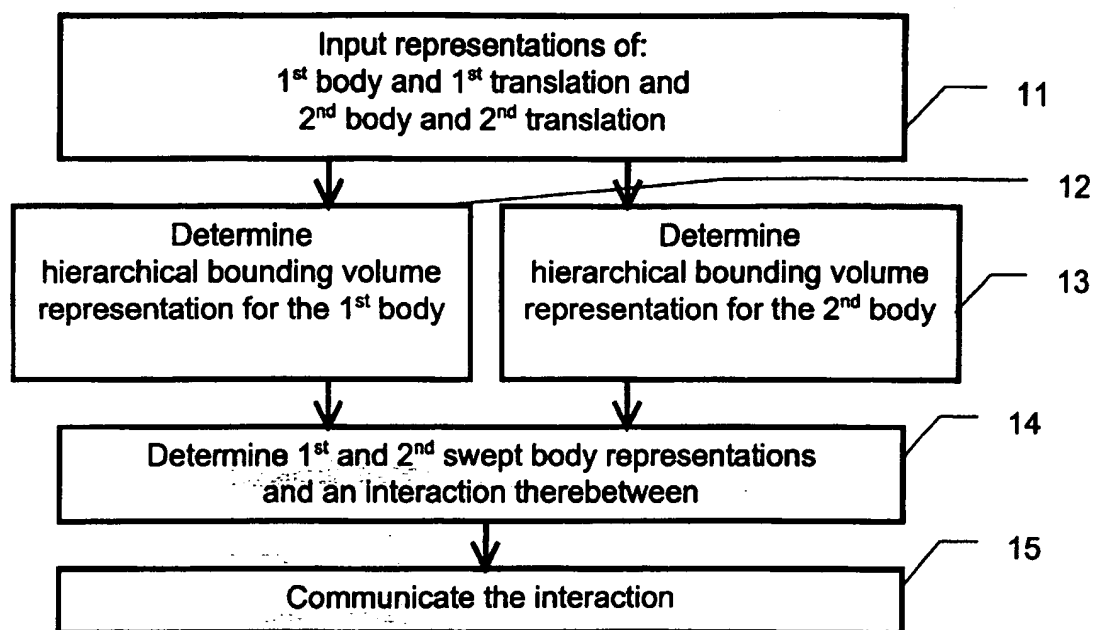 Input representations of:
1st body and 1st translation and
2nd body and 2nd translation
11
12
Determine
hierarchical bounding volume
representation for the 1st body
Determine
hierarchical bounding volume
representation for the 2nd body
13
14
Determine 1st and 2nd swept body representations
and an interaction therebetween
15
Communicate the interaction